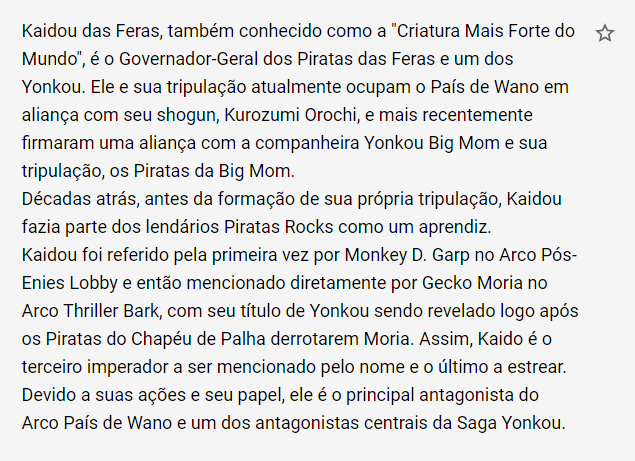 Kaidou das Feras, também conhecido como a "Criatura Mais Forte do
Mundo", é o Governador-Geral dos Piratas das Feras e um dos
Yonkou. Ele e sua tripulação atualmente ocupam o País de Wano em
aliança com seu shogun, Kurozumi Orochi, e mais recentemente
firmaram uma aliança com a companheira Yonkou Big Mom e sua
tripulação, os Piratas da Big Mom.
Décadas atrás, antes da formação de sua própria tripulação, Kaidou
fazia parte dos lendários Piratas Rocks como um aprendiz.
Kaidou foi referido pela primeira vez por Monkey D. Garp no Arco Pós-
Enies Lobby e então mencionado diretamente por Gecko Moria no
Arco Thriller Bark, com seu título de Yonkou sendo revelado logo após
os Piratas do Chapéu de Palha derrotarem Moria. Assim, Kaido é o
terceiro imperador a ser mencionado pelo nome e o último a estrear.
Devido a suas ações e seu papel, ele é o principal antagonista do
Arco País de Wano e um dos antagonistas centrais da Saga Yonkou.